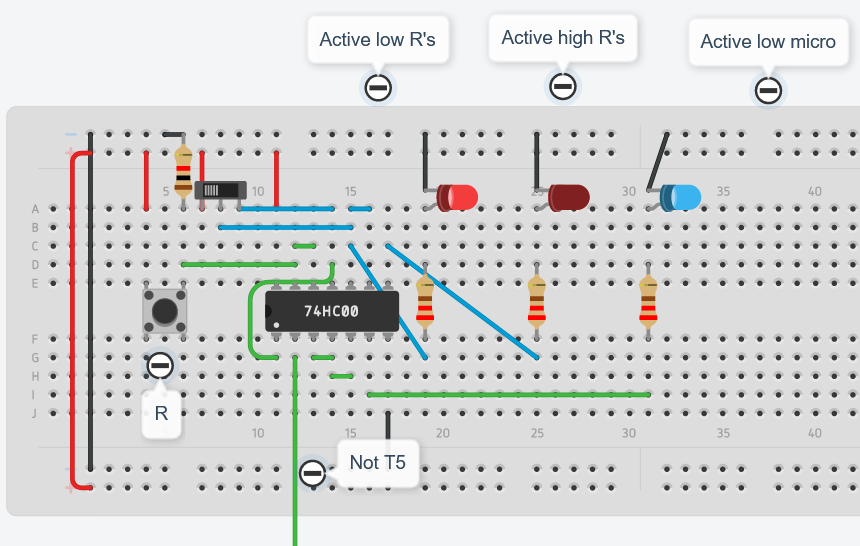 Active low R's
Active high R's
Active low micro
5 10 15 20 25 30 35 40
A
B
C
D
E
74HC00
F
G
R
H
I
J
10 15 20 25 30 35 40
Not T5